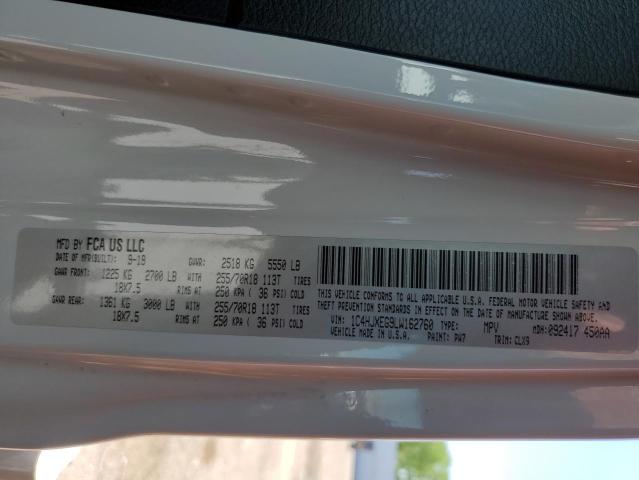 MFD BY FCA US LLC
DATE OF MFR(BUILT): 9-19 GVWR: 2518 KG 5550 LB
GAWR FRONT: 1225 KG 2700 LB WITH 255/70R18 113T TIRES
18X7.5 RIMS AT 250 KPA ( 36 PSI) COLD
GAWR REAR: 1361 KG 3000 LB WITH 255/70R18 113T TIRES
18X7.5 RIMS AT 250 KPA ( 36 PSI) COLD
THIS VEHICLE CONFORMS TO ALL APPLICABLE U.S.A. FEDERAL MOTOR VEHICLE SAFETY AND THEFT PREVENTION STANDARDS IN EFFECT ON THE DATE OF MANUFACTURE SHOWN ABOVE.
VIN: 1C4HJXEG9LW162760 TYPE: MPV MDH: 092417 450AA
VEHICLE MADE IN U.S.A. PAINT: PW7 TRIM: CLX9